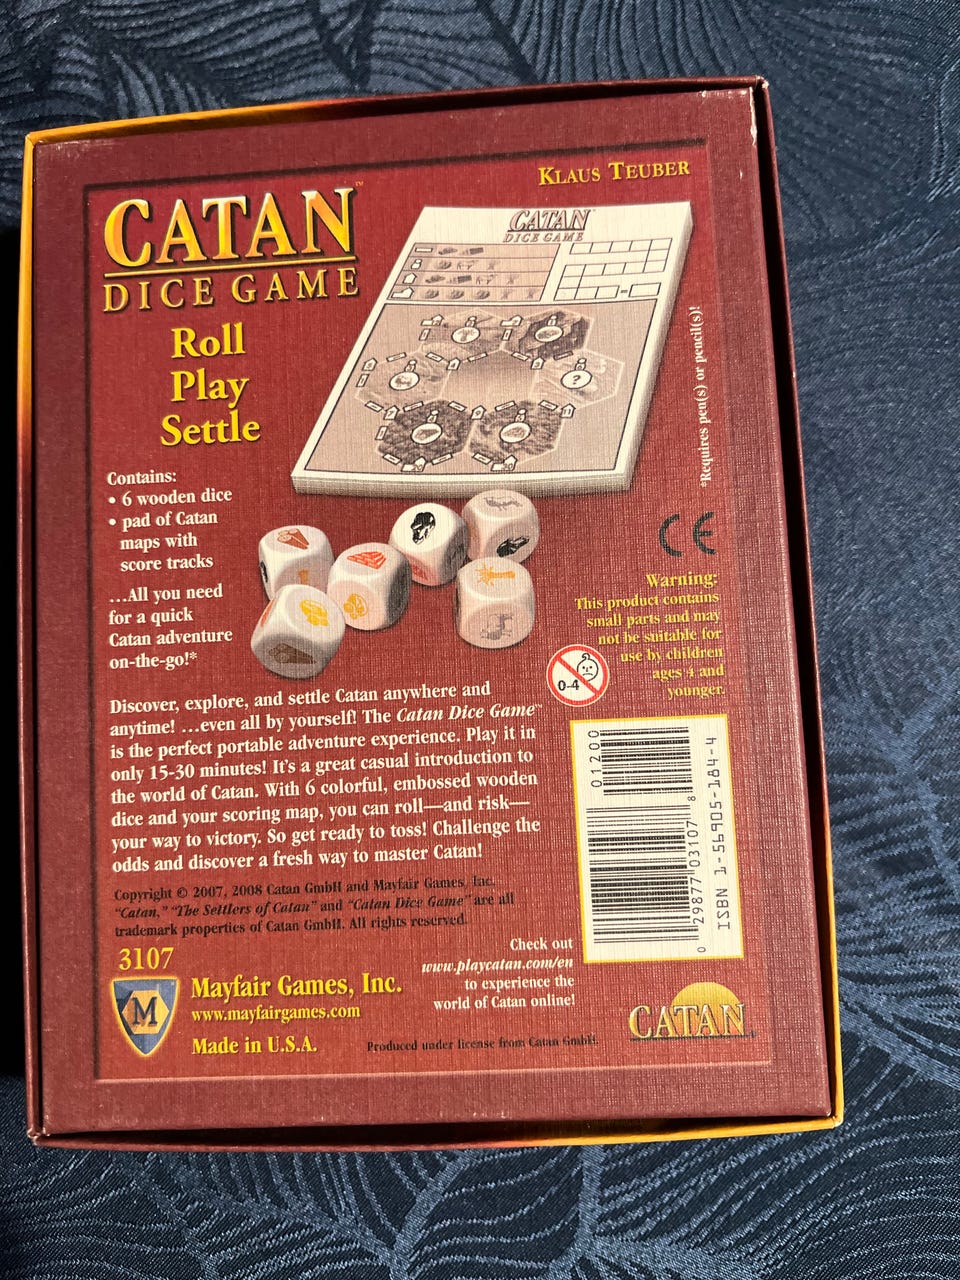 KLAUS TEUBER
CATAN™
DICE GAME
Roll
Play
Settle
CATAN
DICE GAME
?
*Requires pen(s) or pencil(s)!
Contains:
• 6 wooden dice
• pad of Catan
maps with
score tracks
...All you need
for a quick
Catan adventure
on-the-go!*
CE
Warning:
This product contains
small parts and may
not be suitable for
use by children
ages 4 and
younger.
0-4
Discover, explore, and settle Catan anywhere and
anytime! ...even all by yourself! The Catan Dice Game™
is the perfect portable adventure experience. Play it in
only 15-30 minutes! It's a great casual introduction to
the world of Catan. With 6 colorful, embossed wooden
dice and your scoring map, you can roll—and risk—
your way to victory. So get ready to toss! Challenge the
odds and discover a fresh way to master Catan!
01200
0 29877 03107 8
ISBN 1-56905-184-4
Copyright © 2007, 2008 Catan GmbH and Mayfair Games, Inc.
"Catan," "The Settlers of Catan" and "Catan Dice Game" are all
trademark properties of Catan GmbH. All rights reserved.
3107
M
Mayfair Games, Inc.
www.mayfairgames.com
Made in U.S.A.
Check out
www.playcatan.com/en
to experience the
world of Catan online!
Produced under license from Catan GmbH.
CATAN